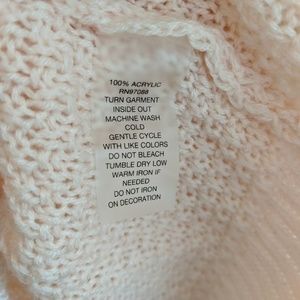 100% ACRYLIC
RN97088
TURN GARMENT
INSIDE OUT
MACHINE WASH
COLD
GENTLE CYCLE
WITH LIKE COLORS
DO NOT BLEACH
TUMBLE DRY LOW
WARM IRON IF
NEEDED
DO NOT IRON
ON DECORATION